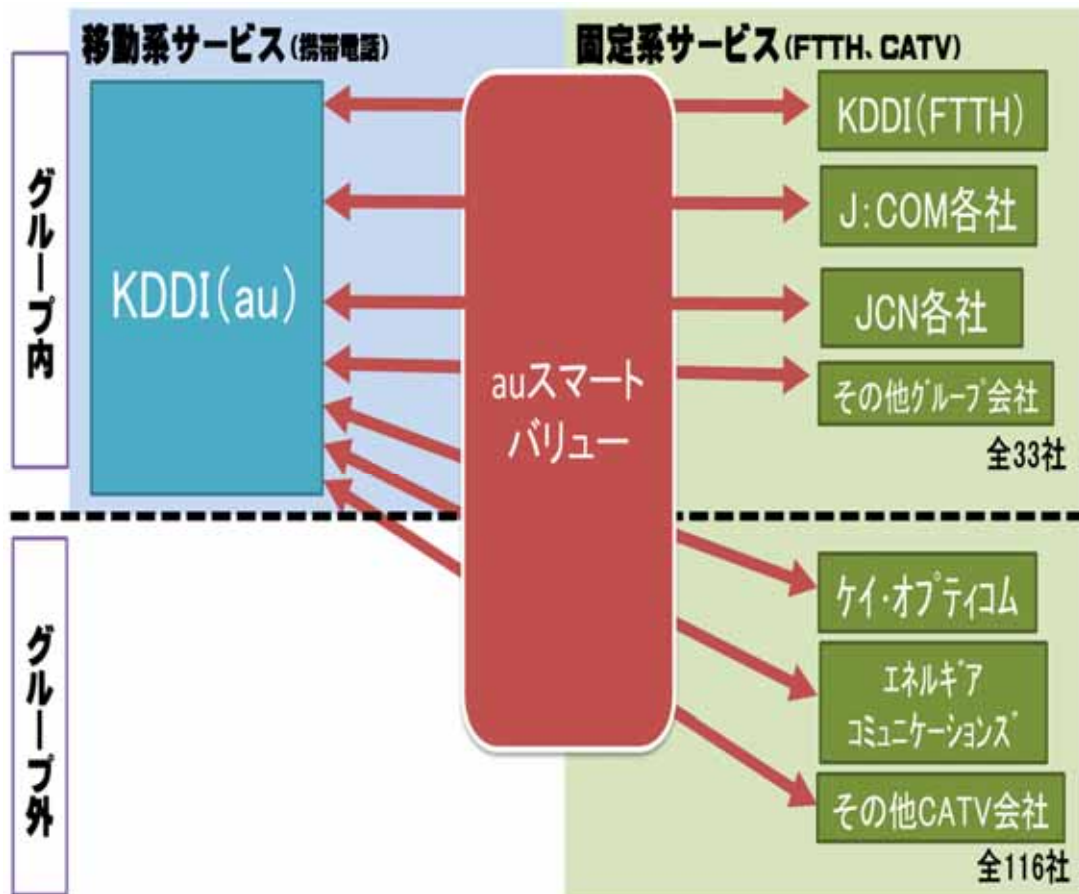 移動系サービス(携帯電話)
固定系サービス(FTTH、CATV)
グループ内
KDDI(au)
auスマート
バリュー
KDDI(FTTH)
J:COM各社
JCN各社
その他グループ会社
全33社
グループ外
ケイ・オプティコム
エネルギア
コミュニケーションズ
その他CATV会社
全116社